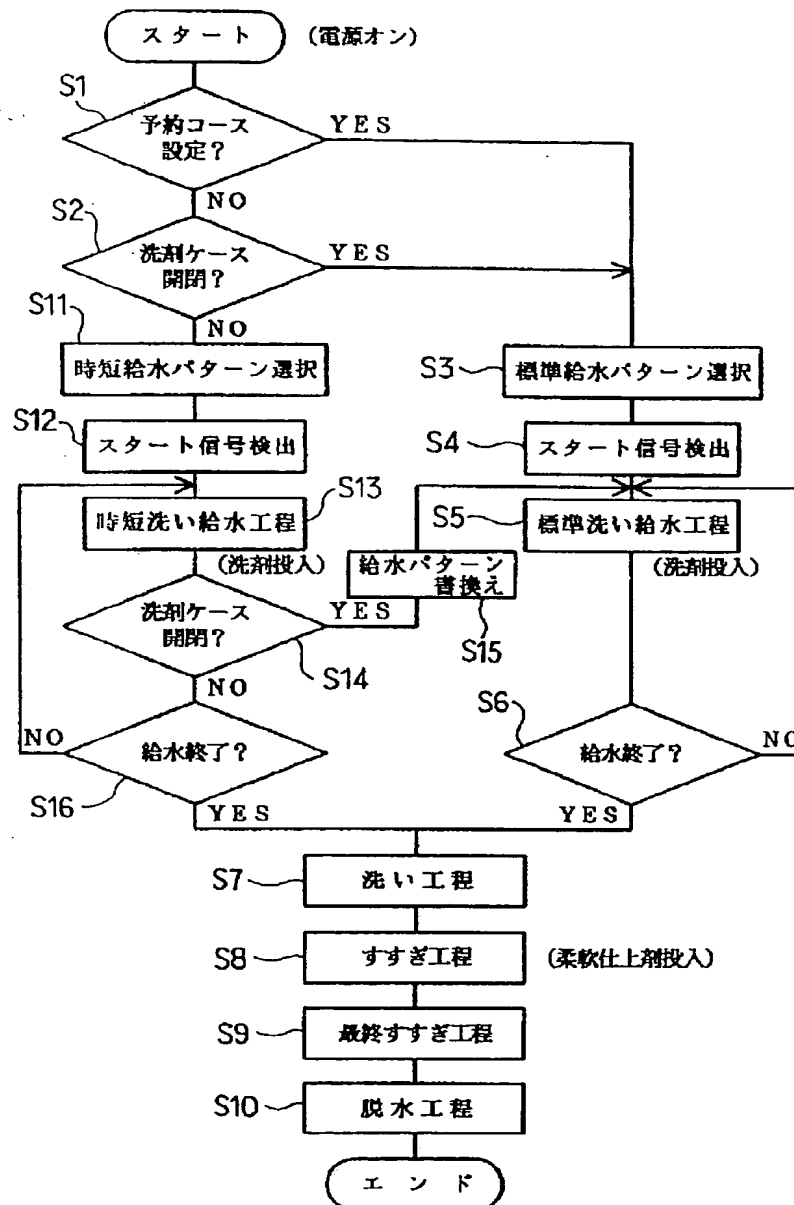 スタート (電源オン)
S1
予約コース
設定?
YES
NO
S2
洗剤ケース
開閉?
YES
NO
S11
時短給水パターン選択
S3
標準給水パターン選択
S12
スタート信号検出
S4
スタート信号検出
S13
時短洗い給水工程
(洗剤投入)
S5
標準洗い給水工程
(洗剤投入)
給水パターン
書換え
S15
洗剤ケース
開閉?
YES
S14
NO
給水終了?
NO
S16
YES
S6
給水終了?
NO
YES
S7
洗い工程
S8
すすぎ工程 (柔軟仕上剤投入)
S9
最終すすぎ工程
S10
脱水工程
エンド